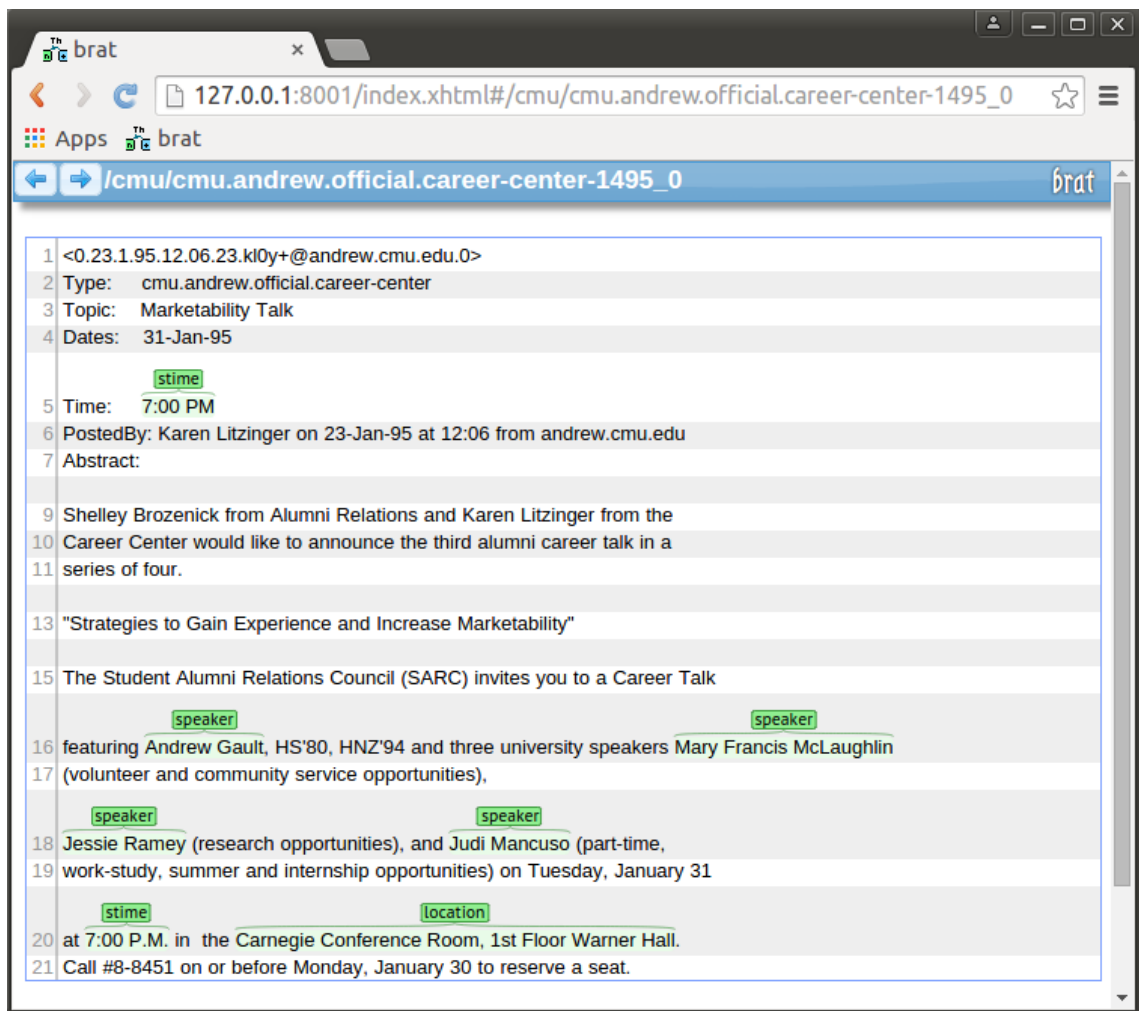 brat ×
127.0.0.1:8001/index.xhtml#/cmu/cmu.andrew.official.career-center-1495_0
Apps brat
/cmu/cmu.andrew.official.career-center-1495_0 brat
1 <0.23.1.95.12.06.23.kl0y+@andrew.cmu.edu.0>
2 Type: cmu.andrew.official.career-center
3 Topic: Marketability Talk
4 Dates: 31-Jan-95
stime
5 Time: 7:00 PM
6 PostedBy: Karen Litzinger on 23-Jan-95 at 12:06 from andrew.cmu.edu
7 Abstract:
9 Shelley Brozenick from Alumni Relations and Karen Litzinger from the
10 Career Center would like to announce the third alumni career talk in a
11 series of four.
13 "Strategies to Gain Experience and Increase Marketability"
15 The Student Alumni Relations Council (SARC) invites you to a Career Talk
speaker speaker
16 featuring Andrew Gault, HS'80, HNZ'94 and three university speakers Mary Francis McLaughlin
17 (volunteer and community service opportunities),
speaker speaker
18 Jessie Ramey (research opportunities), and Judi Mancuso (part-time,
19 work-study, summer and internship opportunities) on Tuesday, January 31
stime location
20 at 7:00 P.M. in the Carnegie Conference Room, 1st Floor Warner Hall.
21 Call #8-8451 on or before Monday, January 30 to reserve a seat.